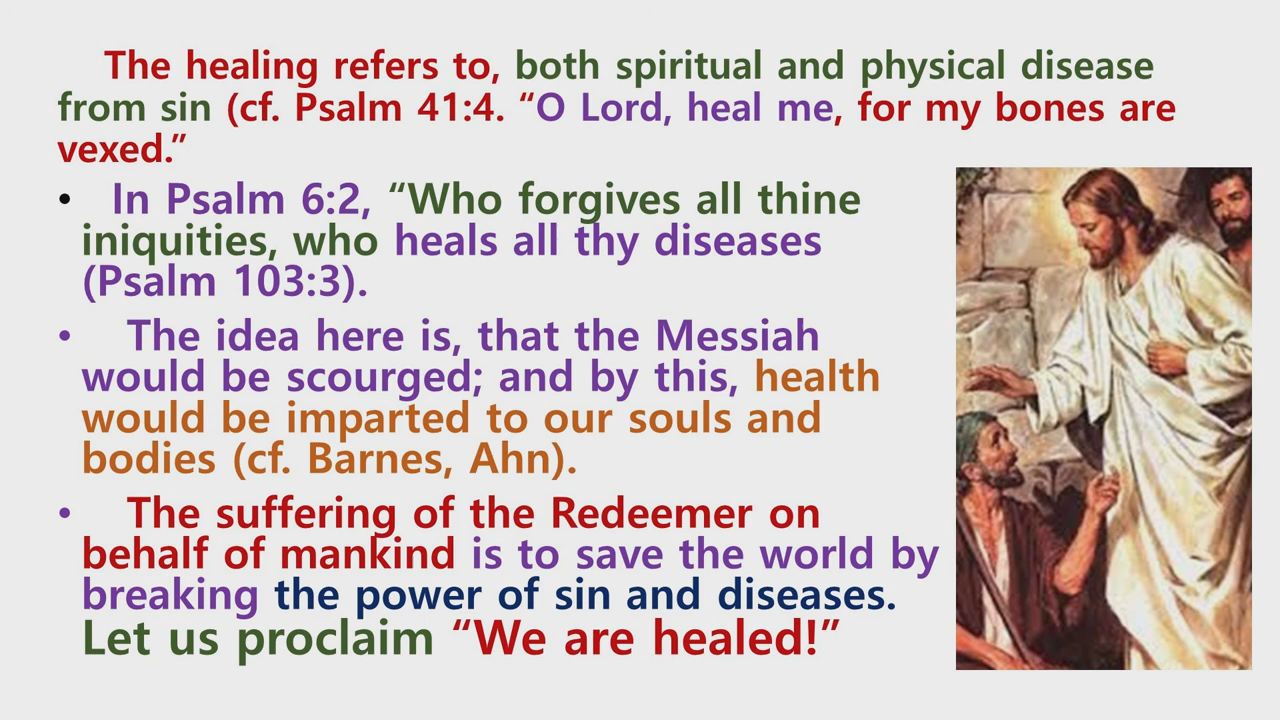 The healing refers to, both spiritual and physical disease
from sin (cf. Psalm 41:4. “O Lord, heal me, for my bones are
vexed.”
• In Psalm 6:2, “Who forgives all thine
iniquities, who heals all thy diseases
(Psalm 103:3).
• The idea here is, that the Messiah
would be scourged; and by this, health
would be imparted to our souls and
bodies (cf. Barnes, Ahn).
• The suffering of the Redeemer on
behalf of mankind is to save the world by
breaking the power of sin and diseases.
Let us proclaim “We are healed!”